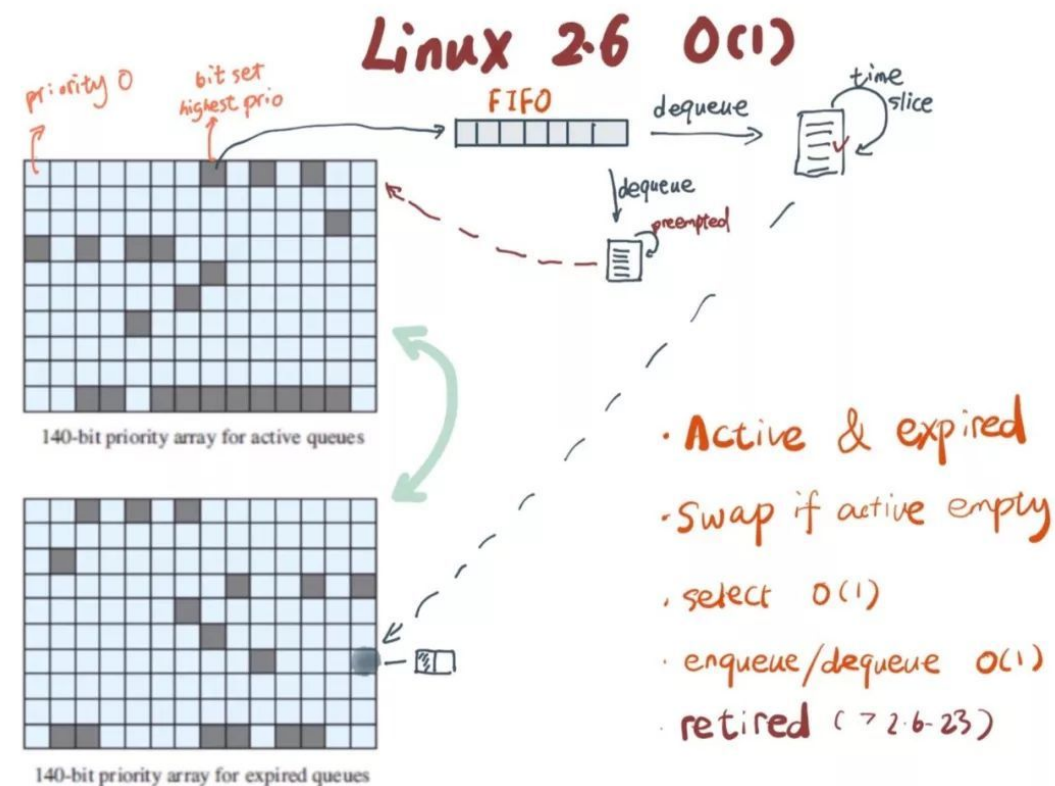 Linux 2.6 O(1)
priority 0
bit set
highest prio
FIFO
dequeue
time
slice
dequeue
preempted
140-bit priority array for active queues
· Active & expired
· Swap if active empty
· select O(1)
· enqueue/dequeue O(1)
· retired (> 2.6-23)
140-bit priority array for expired queues